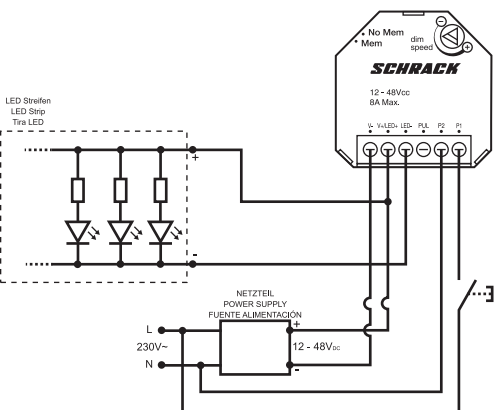 No Mem
Mem
dim
speed
−
+
SCHRACK
12 - 48Vcc
8A Max.
V- V+/LED+ LED- PUL P2 P1
LED Streifen
LED Strip
Tira LED
+
-
NETZTEIL
POWER SUPPLY
FUENTE ALIMENTACIÓN
L
230V~
N
+
12 - 48VDC
-